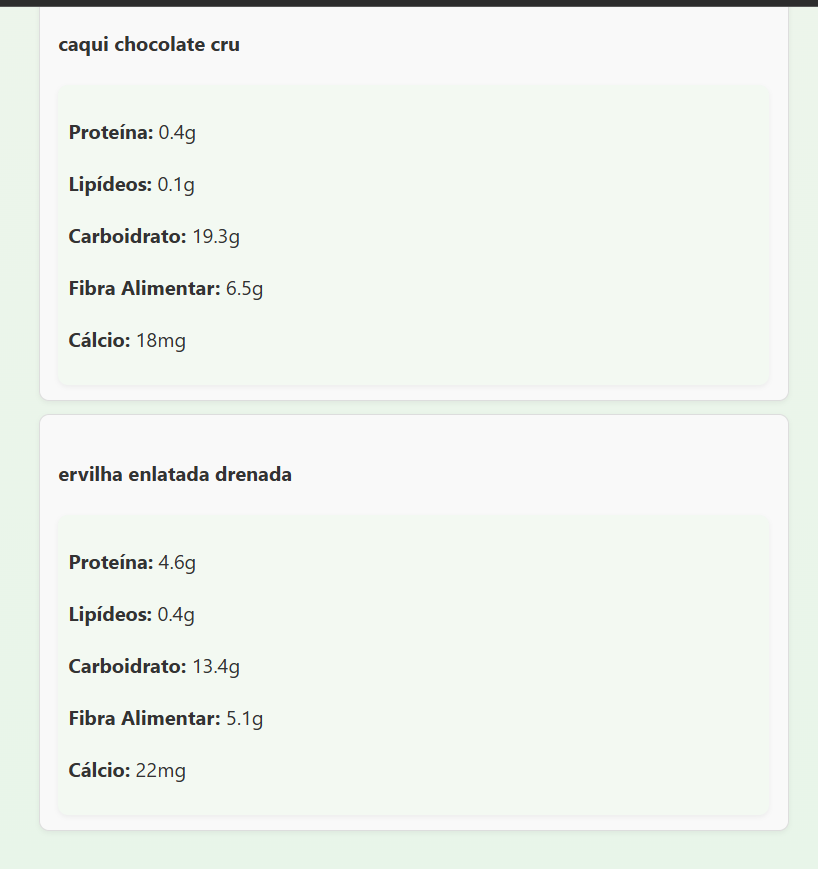 caqui chocolate cru
Proteína: 0.4g
Lipídeos: 0.1g
Carboidrato: 19.3g
Fibra Alimentar: 6.5g
Cálcio: 18mg
ervilha enlatada drenada
Proteína: 4.6g
Lipídeos: 0.4g
Carboidrato: 13.4g
Fibra Alimentar: 5.1g
Cálcio: 22mg